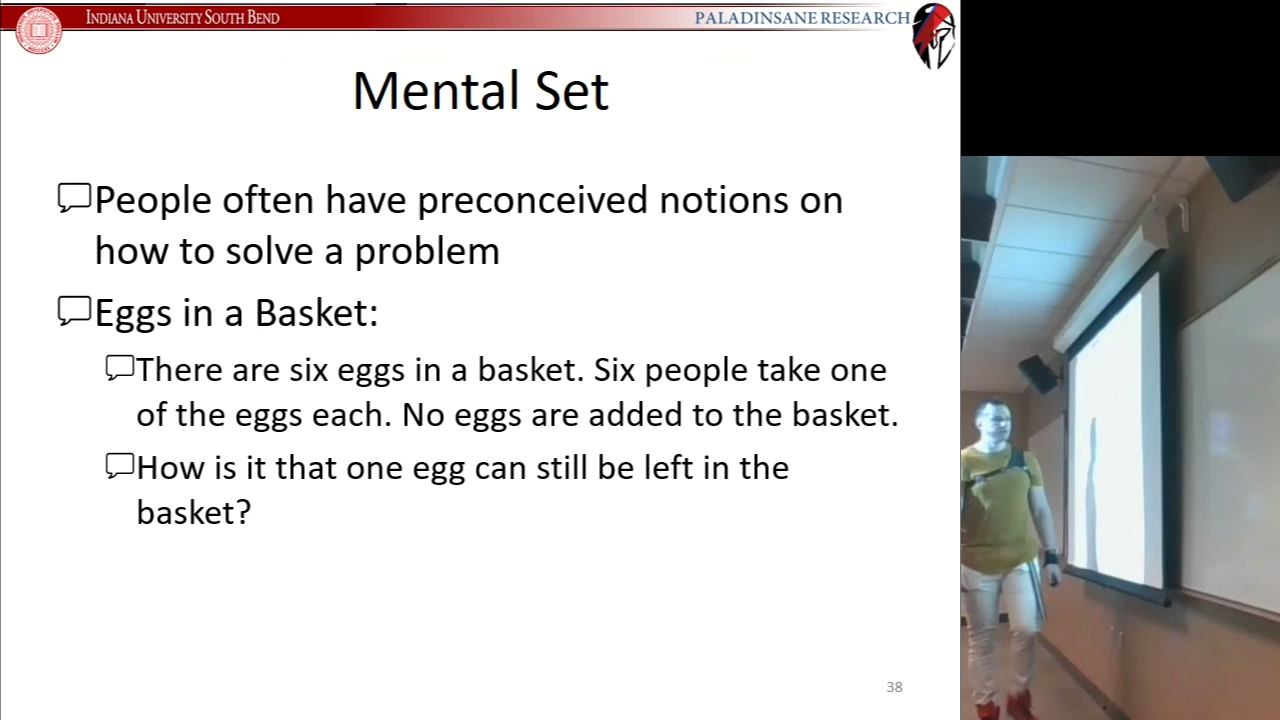 INDIANA UNIVERSITY SOUTH BEND
PALADINSANE RESEARCH
Mental Set
People often have preconceived notions on
how to solve a problem
Eggs in a Basket:
There are six eggs in a basket. Six people take one
of the eggs each. No eggs are added to the basket.
How is it that one egg can still be left in the
basket?
38